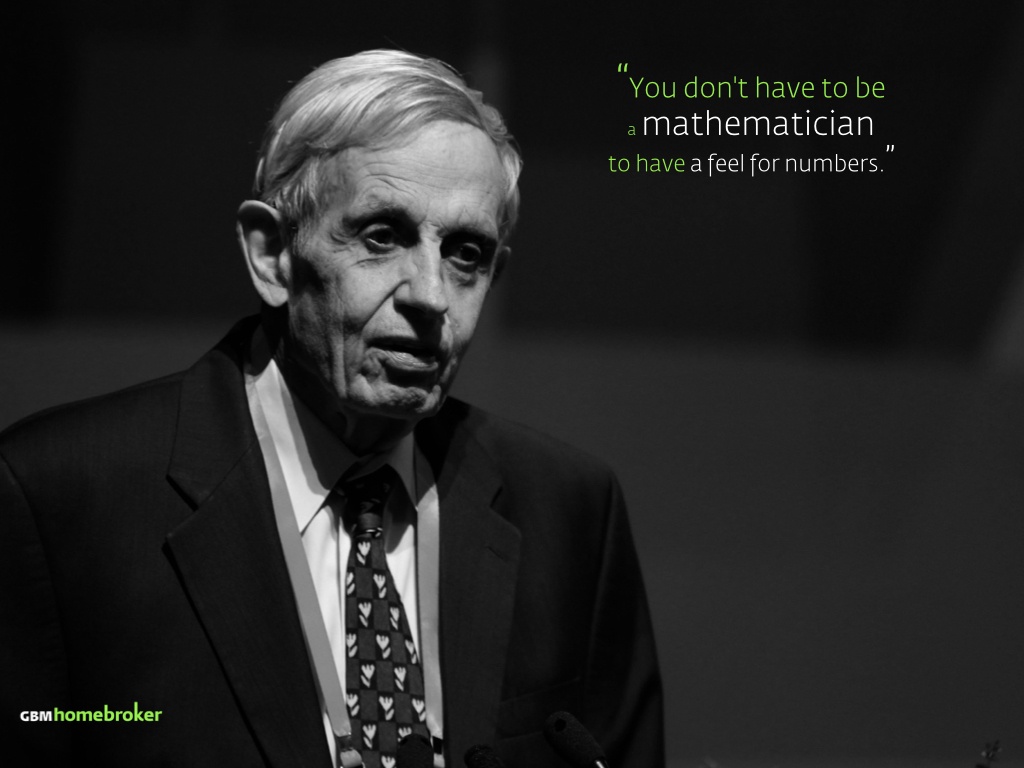 “You don't have to be
a mathematician
to have a feel for numbers.”
GBMhomebroker